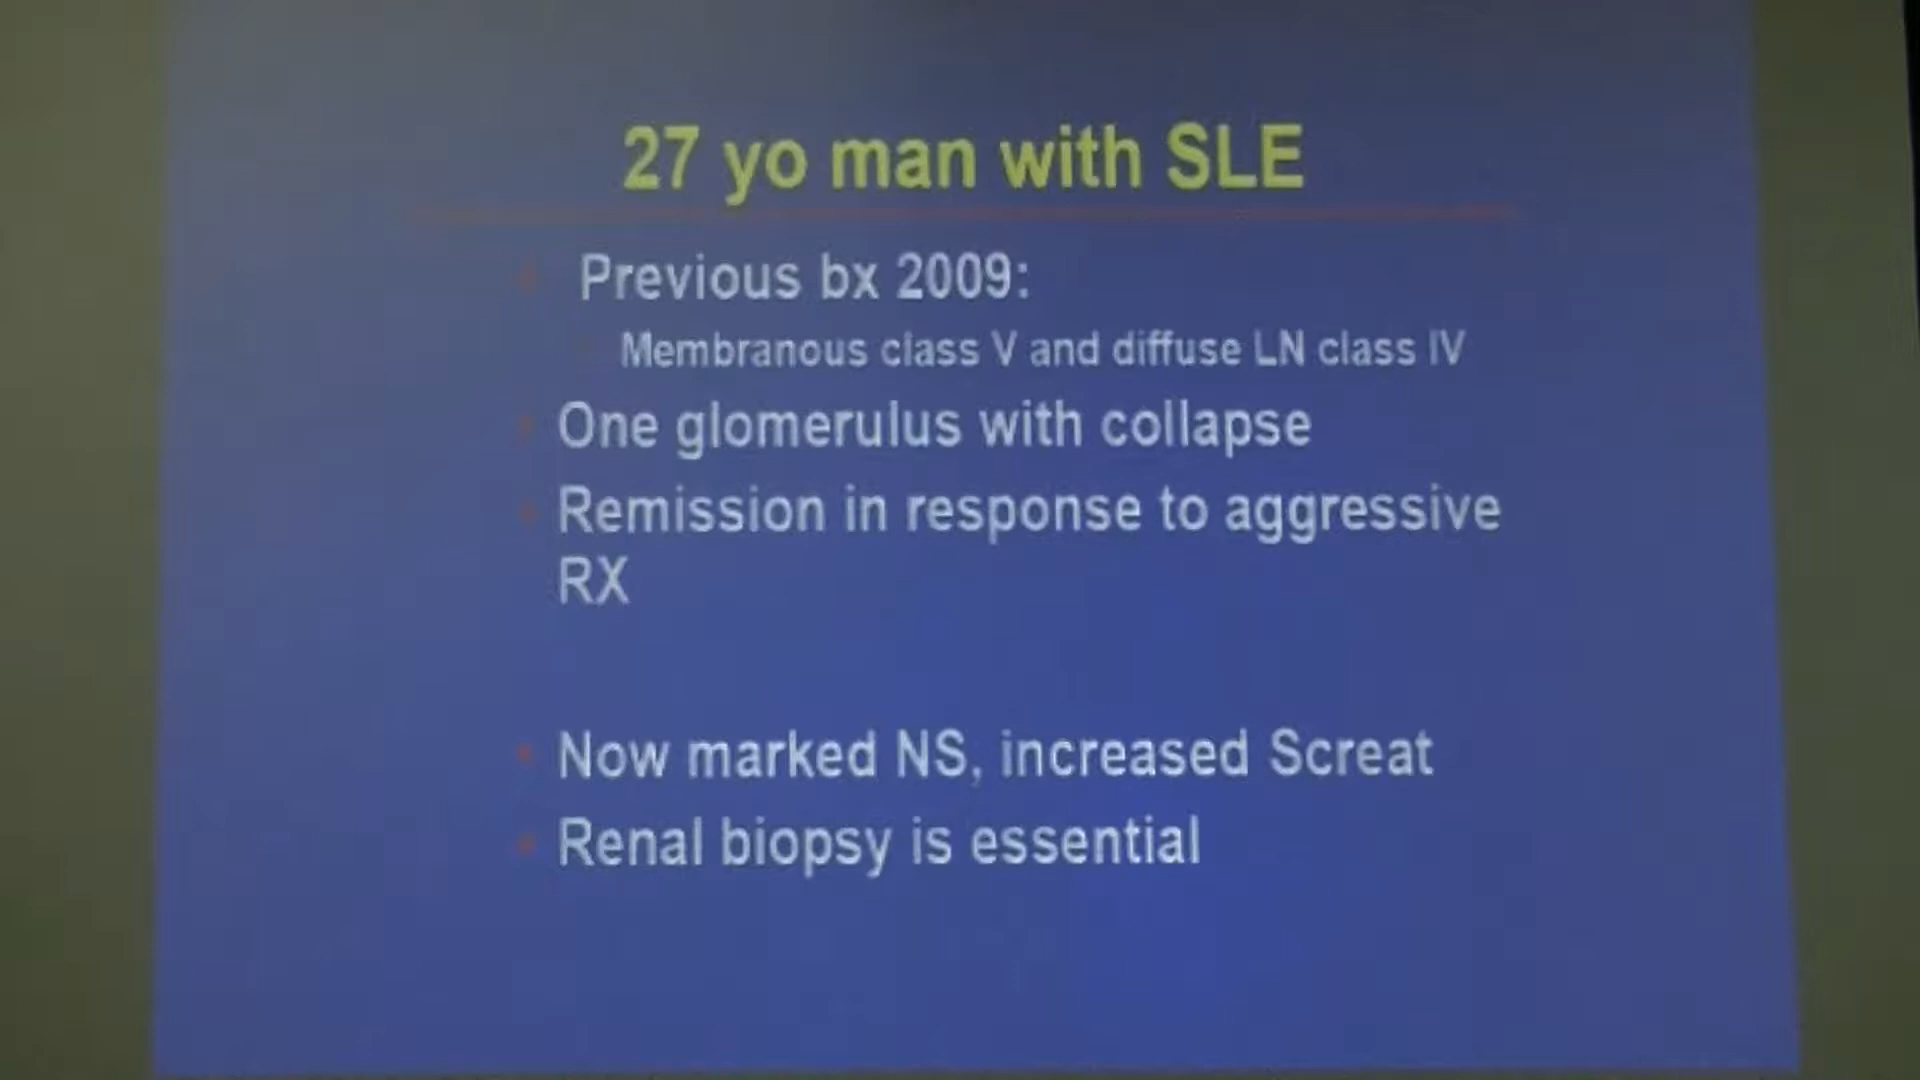 27 yo man with SLE
Previous bx 2009:
Membranous class V and diffuse LN class IV
One glomerulus with collapse
Remission in response to aggressive
RX
Now marked NS, increased Screat
Renal biopsy is essential